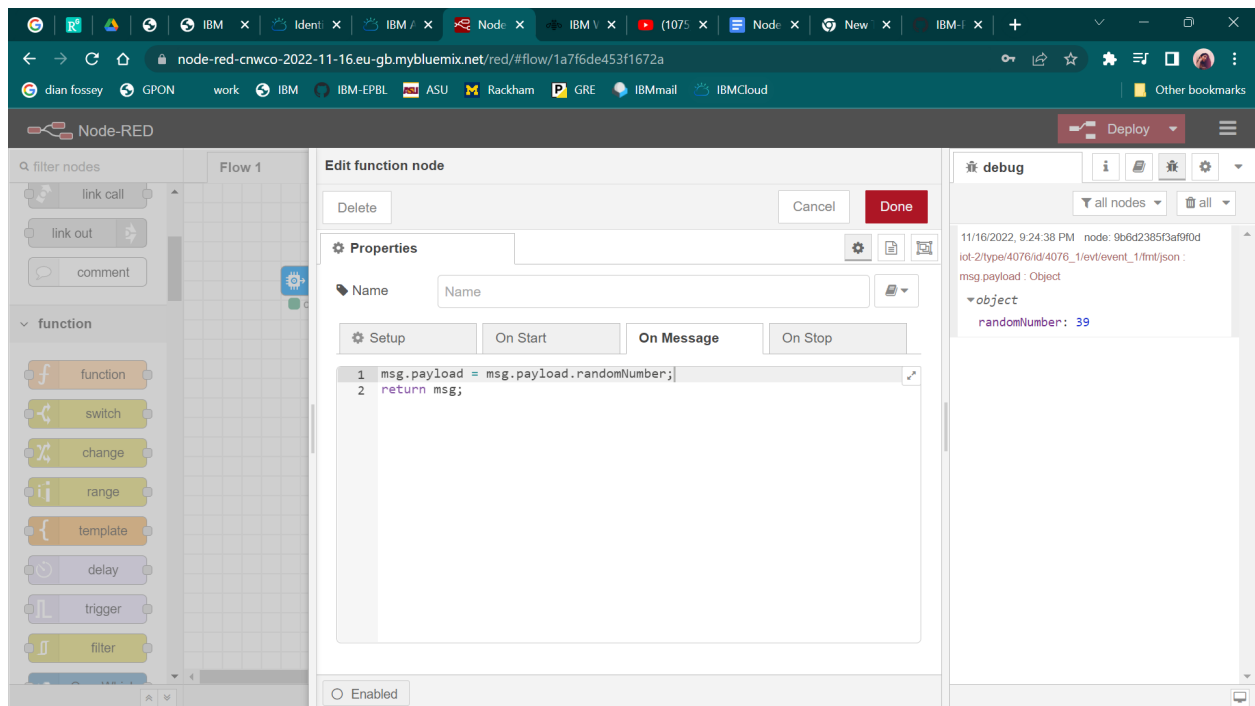 IBM
Identi
IBM A
Node
IBM W
(1075
Node
New T
IBM-F
node-red-cnwco-2022-11-16.eu-gb.mybluemix.net/red/#flow/1a7f6de453f1672a
dian fossey GPON work IBM IBM-EPBL ASU Rackham GRE IBMmail IBMCloud Other bookmarks
Node-RED Deploy
filter nodes
Flow 1
link call
link out
comment
function
function
switch
change
range
template
delay
trigger
filter
Edit function node
Delete Cancel Done
Properties
Name Name
Setup On Start On Message On Stop
1 msg.payload = msg.payload.randomNumber;
2 return msg;
Enabled
debug
all nodes all
11/16/2022, 9:24:38 PM node: 9b6d2385f3af9f0d
iot-2/type/4076/id/4076_1/evt/event_1/fmt/json :
msg.payload : Object
object
randomNumber: 39